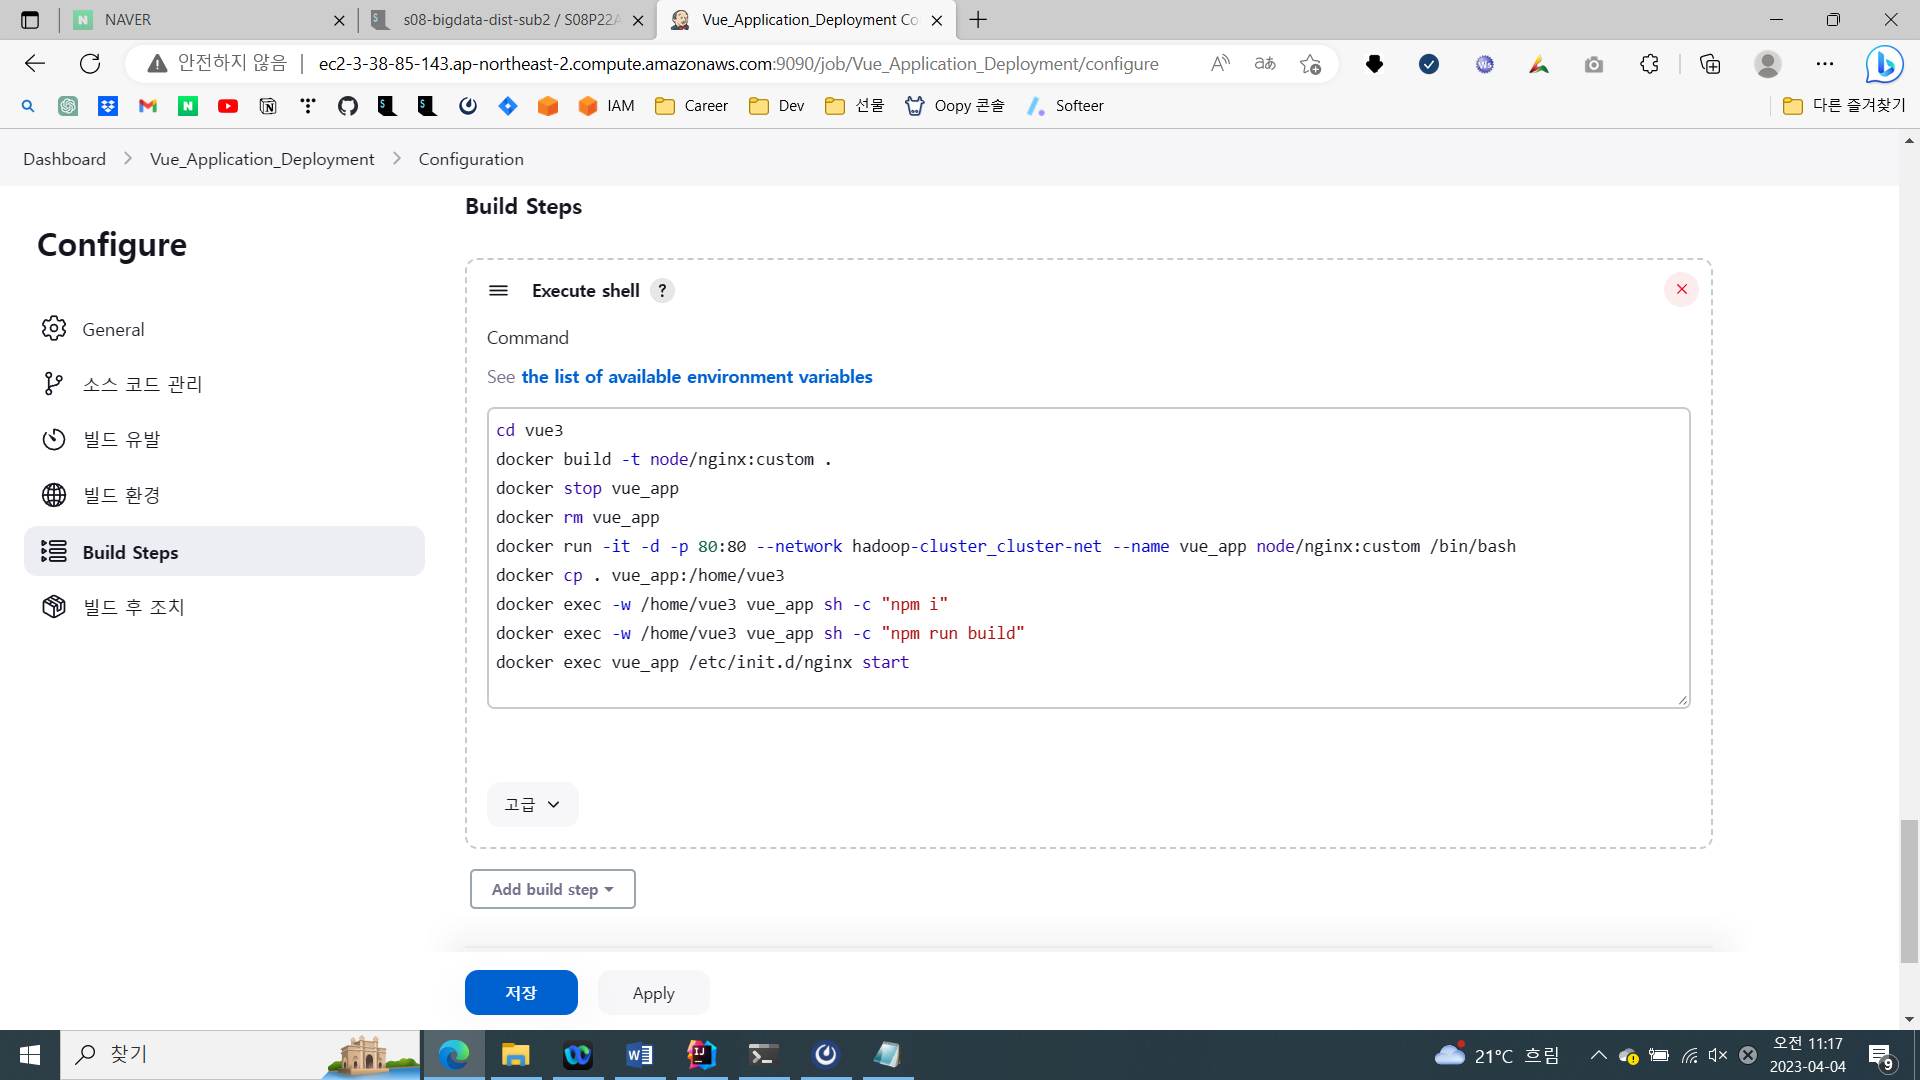 NAVER
s08-bigdata-dist-sub2 / S08P22A
Vue_Application_Deployment Co
안전하지 않음
ec2-3-38-85-143.ap-northeast-2.compute.amazonaws.com:9090/job/Vue_Application_Deployment/configure
IAM
Career
Dev
선물
Oopy 콘솔
Softeer
다른 즐겨찾기
Dashboard
Vue_Application_Deployment
Configuration
Configure
General
소스 코드 관리
빌드 유발
빌드 환경
Build Steps
빌드 후 조치
Build Steps
Execute shell ?
Command
See the list of available environment variables
cd vue3
docker build -t node/nginx:custom .
docker stop vue_app
docker rm vue_app
docker run -it -d -p 80:80 --network hadoop-cluster_cluster-net --name vue_app node/nginx:custom /bin/bash
docker cp . vue_app:/home/vue3
docker exec -w /home/vue3 vue_app sh -c "npm i"
docker exec -w /home/vue3 vue_app sh -c "npm run build"
docker exec vue_app /etc/init.d/nginx start
고급
Add build step
저장
Apply
찾기
21°C 흐림
오전 11:17
2023-04-04
9